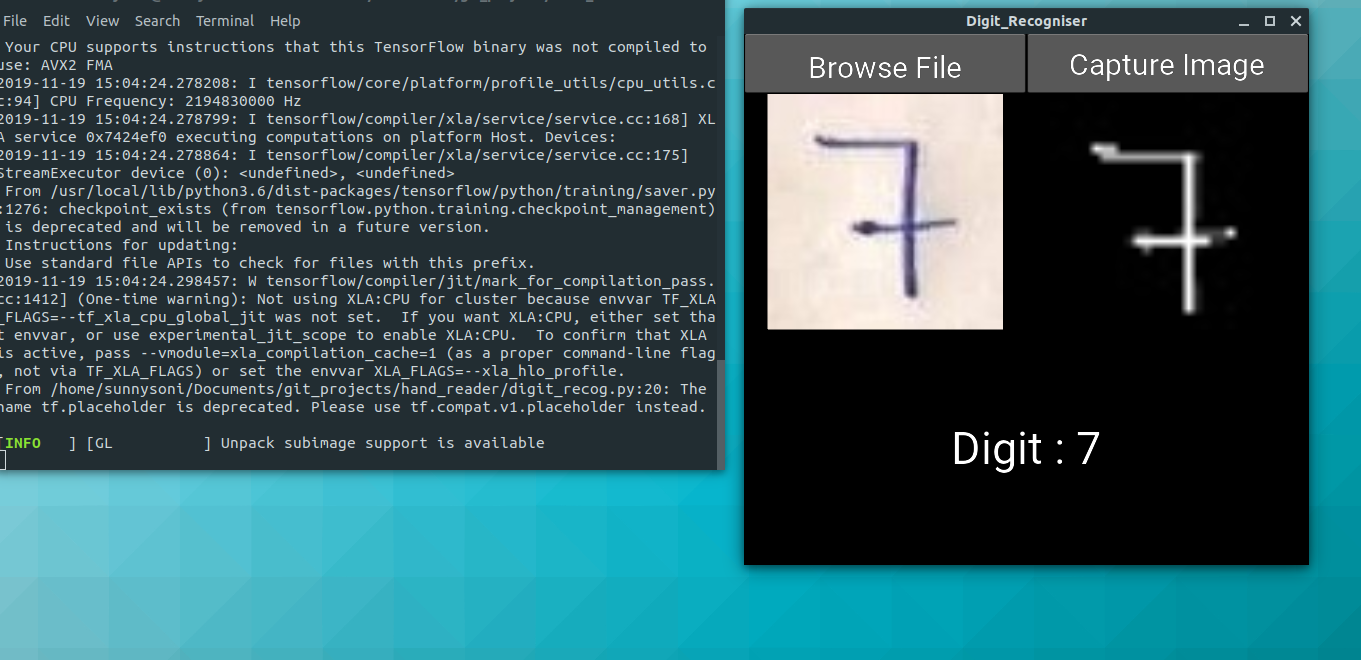 File Edit View Search Terminal Help
Your CPU supports instructions that this TensorFlow binary was not compiled to
use: AVX2 FMA
2019-11-19 15:04:24.278208: I tensorflow/core/platform/profile_utils/cpu_utils.c
c:94] CPU Frequency: 2194830000 Hz
2019-11-19 15:04:24.278799: I tensorflow/compiler/xla/service/service.cc:168] XL
A service 0x7424ef0 executing computations on platform Host. Devices:
2019-11-19 15:04:24.278864: I tensorflow/compiler/xla/service/service.cc:175]
StreamExecutor device (0): <undefined>, <undefined>
From /usr/local/lib/python3.6/dist-packages/tensorflow/python/training/saver.py
:1276: checkpoint_exists (from tensorflow.python.training.checkpoint_management)
is deprecated and will be removed in a future version.
Instructions for updating:
Use standard file APIs to check for files with this prefix.
2019-11-19 15:04:24.298457: W tensorflow/compiler/jit/mark_for_compilation_pass.
cc:1412] (One-time warning): Not using XLA:CPU for cluster because envvar TF_XLA
_FLAGS=--tf_xla_cpu_global_jit was not set.  If you want XLA:CPU, either set tha
t envvar, or use experimental_jit_scope to enable XLA:CPU.  To confirm that XLA
is active, pass --vmodule=xla_compilation_cache=1 (as a proper command-line flag
, not via TF_XLA_FLAGS) or set the envvar XLA_FLAGS=--xla_hlo_profile.
From /home/sunnysoni/Documents/git_projects/hand_reader/digit_recog.py:20: The
name tf.placeholder is deprecated. Please use tf.compat.v1.placeholder instead.
[INFO   ] [GL          ] Unpack subimage support is available
Digit_Recogniser
Browse File Capture Image
7 7
Digit : 7